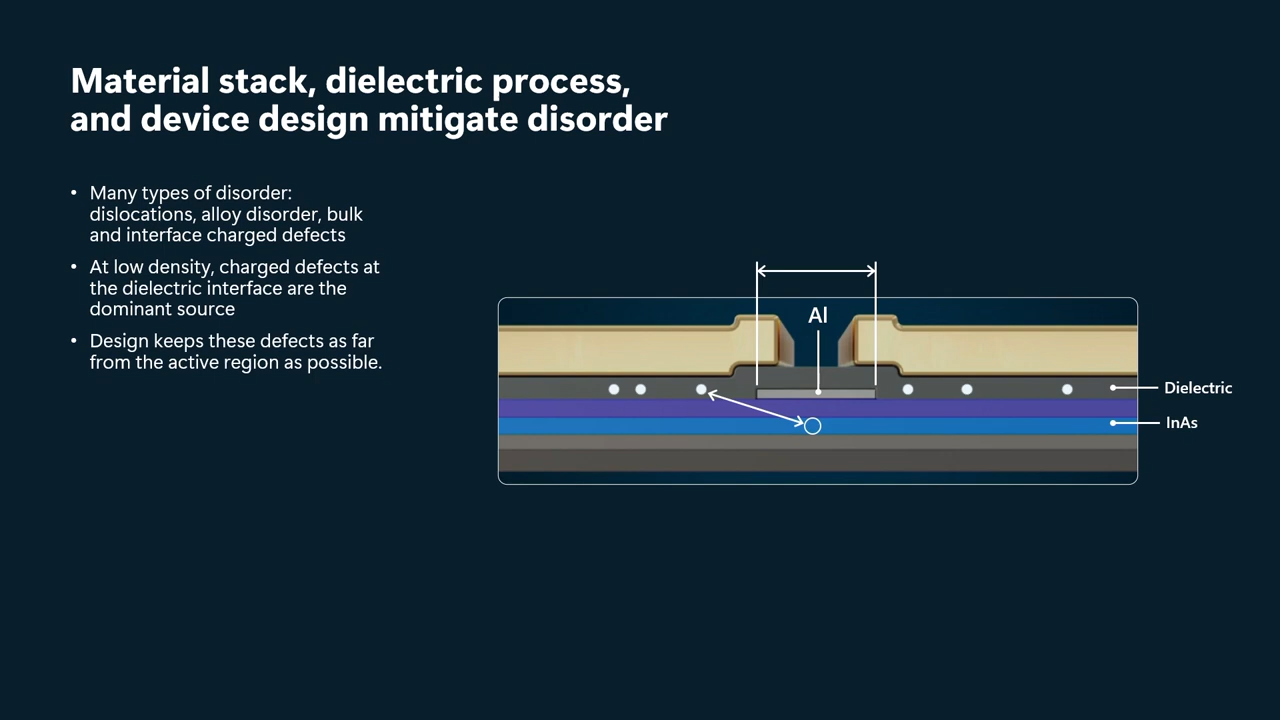 Material stack, dielectric process,
and device design mitigate disorder
• Many types of disorder:
dislocations, alloy disorder, bulk
and interface charged defects
• At low density, charged defects at
the dielectric interface are the
dominant source
• Design keeps these defects as far
from the active region as possible.
Al
Dielectric
InAs